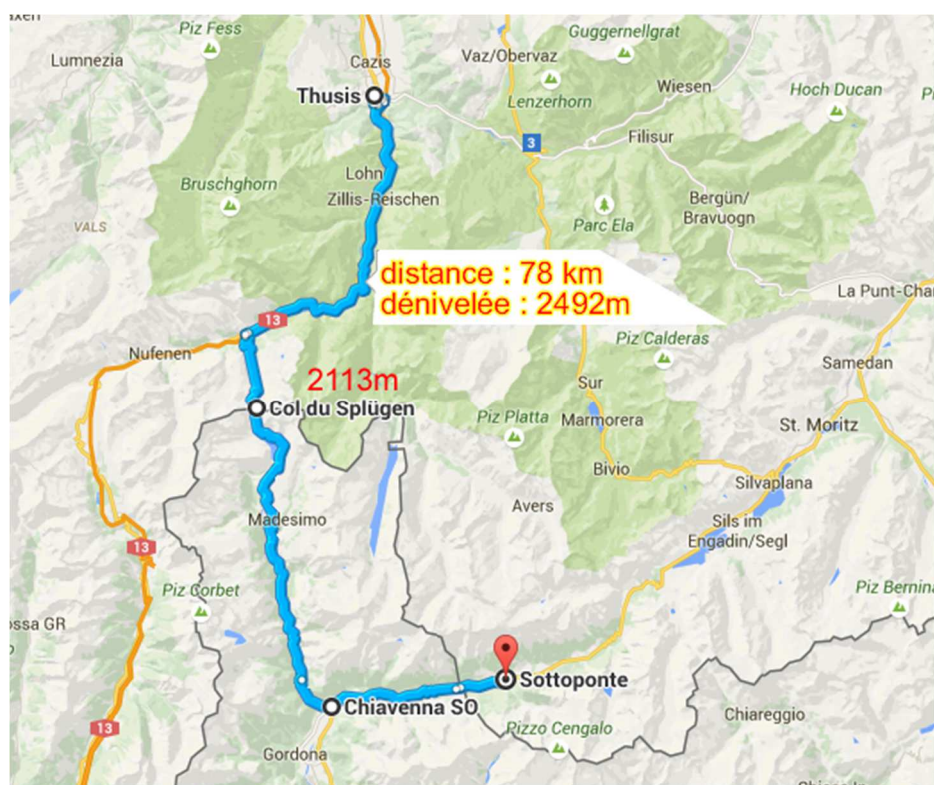 Piz Fess
Guggernellgrat
Lumnezia
Cazis
Vaz/Obervaz
Thusis
Lenzerhorn
Wiesen
Hoch Ducan
3
Filisur
Lohn
Bruschghorn
Zillis-Reischen
Bergün/
Bravuogn
VALS
Parc Ela
distance : 78 km
dénivelée : 2492m
La Punt-Cha
13
Piz Calderas
Nufenen
Samedan
2113m
Sur
Col du Splügen
Piz Platta
Marmorera
St. Moritz
Bivio
Silvaplana
Avers
Madesimo
Sils im
Engadin/Segl
13
Piz Corbet
Piz Bernina
ossa GR
Sottoponte
Chiavenna SO
Chiareggio
13
Pizzo Cengalo
Gordona